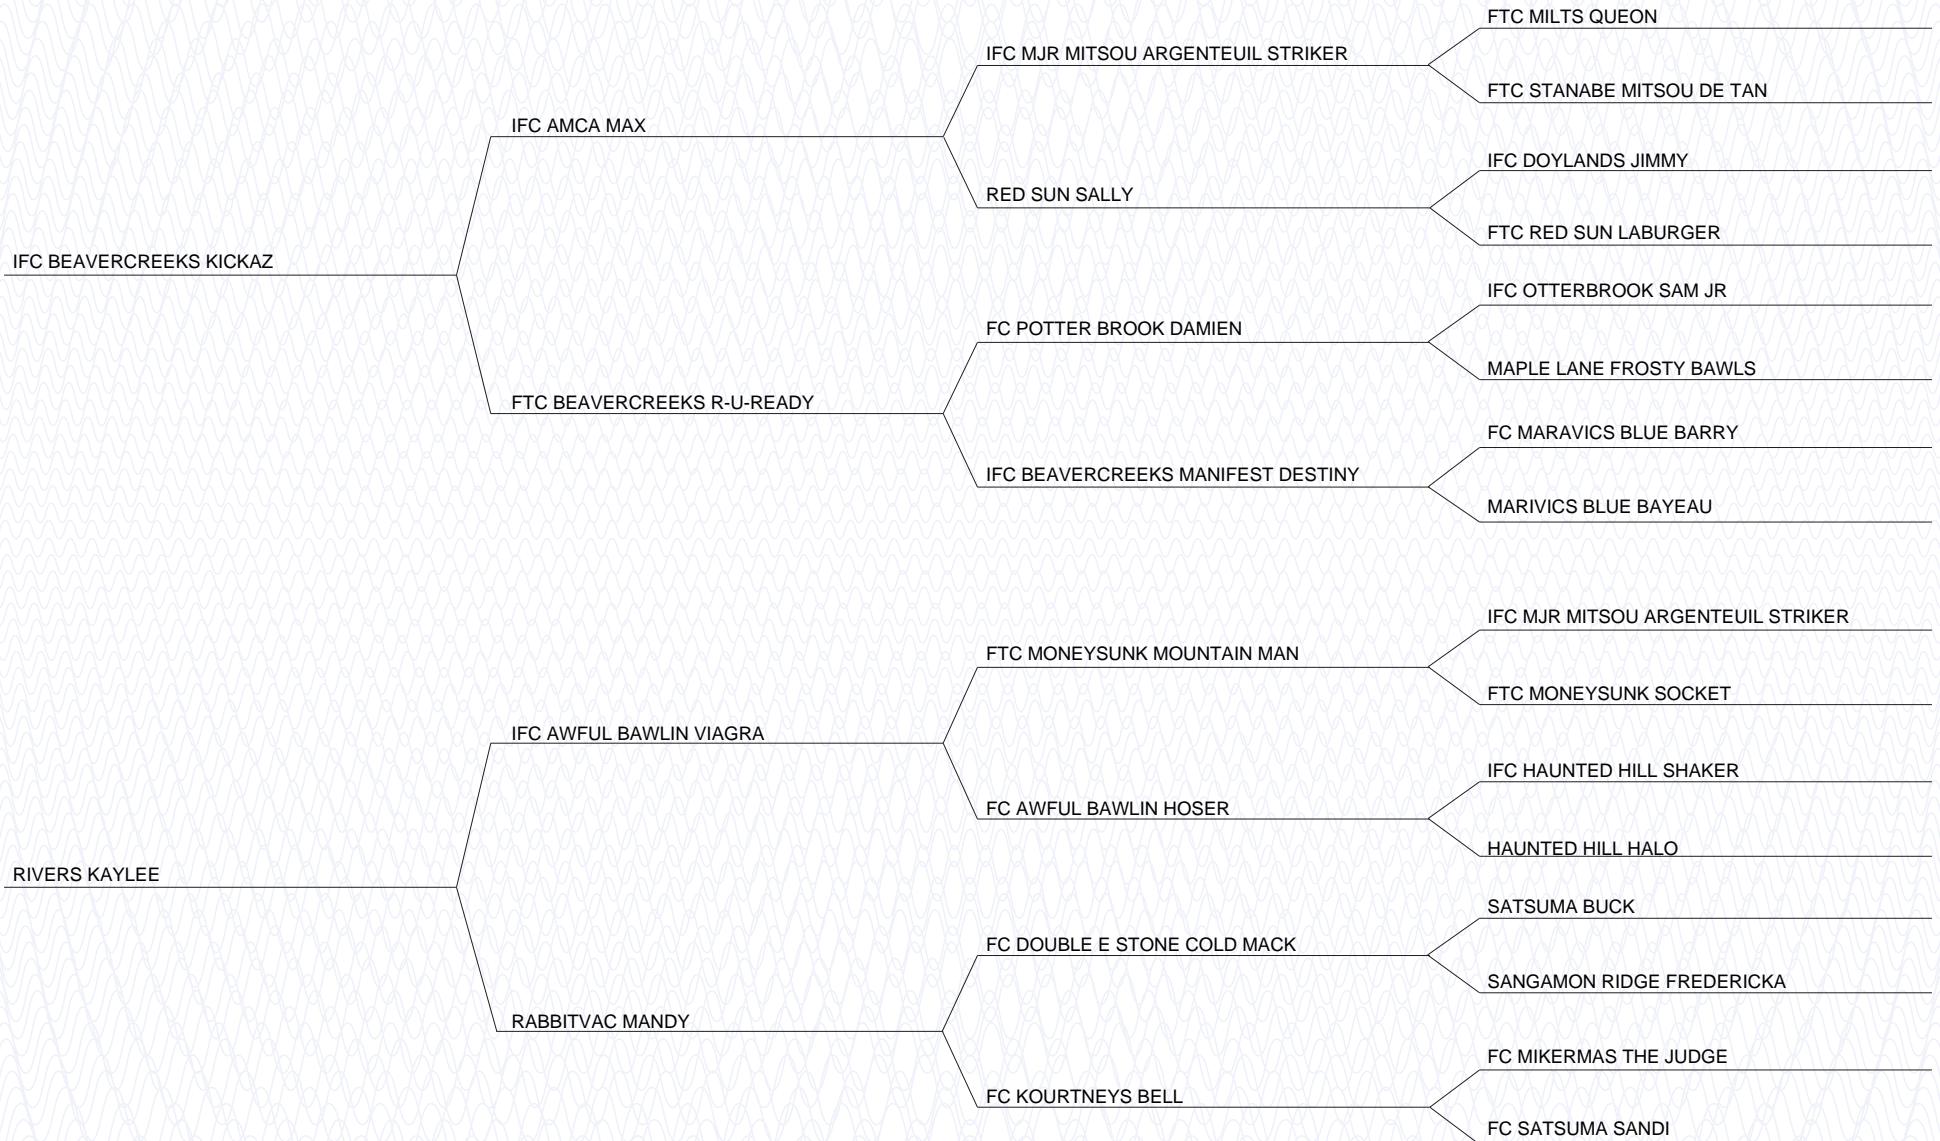 FTC MILTS QUEON
IFC MJR MITSOU ARGENTEUIL STRIKER
FTC STANABE MITSOU DE TAN
IFC AMCA MAX
IFC DOYLANDS JIMMY
RED SUN SALLY
FTC RED SUN LABURGER
IFC BEAVERCREEKS KICKAZ
IFC OTTERBROOK SAM JR
FC POTTER BROOK DAMIEN
MAPLE LANE FROSTY BAWLS
FTC BEAVERCREEKS R-U-READY
FC MARAVICS BLUE BARRY
IFC BEAVERCREEKS MANIFEST DESTINY
MARIVICS BLUE BAYEAU
IFC MJR MITSOU ARGENTEUIL STRIKER
FTC MONEYSUNK MOUNTAIN MAN
FTC MONEYSUNK SOCKET
IFC AWFUL BAWLIN VIAGRA
IFC HAUNTED HILL SHAKER
FC AWFUL BAWLIN HOSER
HAUNTED HILL HALO
RIVERS KAYLEE
SATSUMA BUCK
FC DOUBLE E STONE COLD MACK
SANGAMON RIDGE FREDERICKA
RABBITVAC MANDY
FC MIKERMAS THE JUDGE
FC KOURTNEYS BELL
FC SATSUMA SANDI